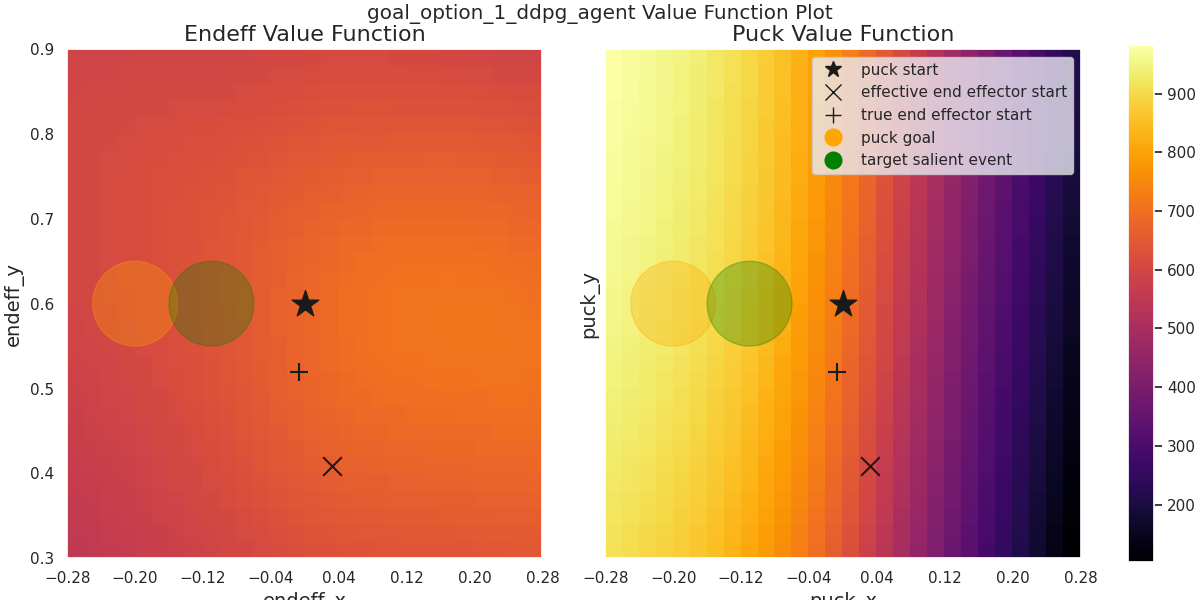 goal_option_1_ddpg_agent Value Function Plot
Endeff Value Function
Puck Value Function
0.9
0.8
0.7
0.6
0.5
0.4
0.3
endeff_y
−0.28 −0.20 −0.12 −0.04 0.04 0.12 0.20 0.28
endeff_x
puck_y
puck start
effective end effector start
true end effector start
puck goal
target salient event
−0.28 −0.20 −0.12 −0.04 0.04 0.12 0.20 0.28
puck_x
900
800
700
600
500
400
300
200